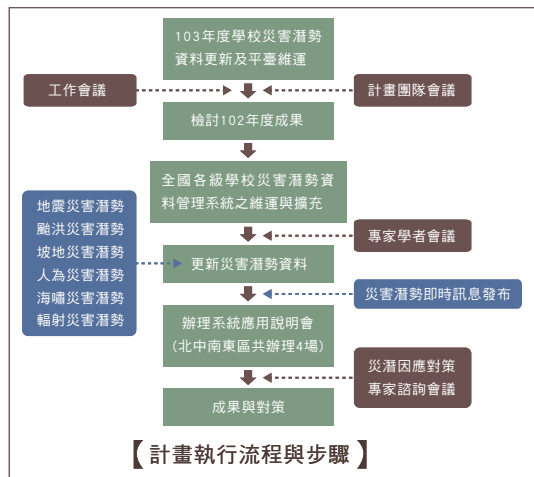 103年度學校災害潛勢
資料更新及平臺維運
工作會議
計畫團隊會議
檢討102年度成果
全國各級學校災害潛勢資
料管理系統之維運與擴充
地震災害潛勢
颱洪災害潛勢
坡地災害潛勢
人為災害潛勢
海嘯災害潛勢
輻射災害潛勢
專家學者會議
更新災害潛勢資料
災害潛勢即時訊息發布
辦理系統應用說明會
(北中南東區共辦理4場)
災潛因應對策
專家諮詢會議
成果與對策
【計畫執行流程與步驟】